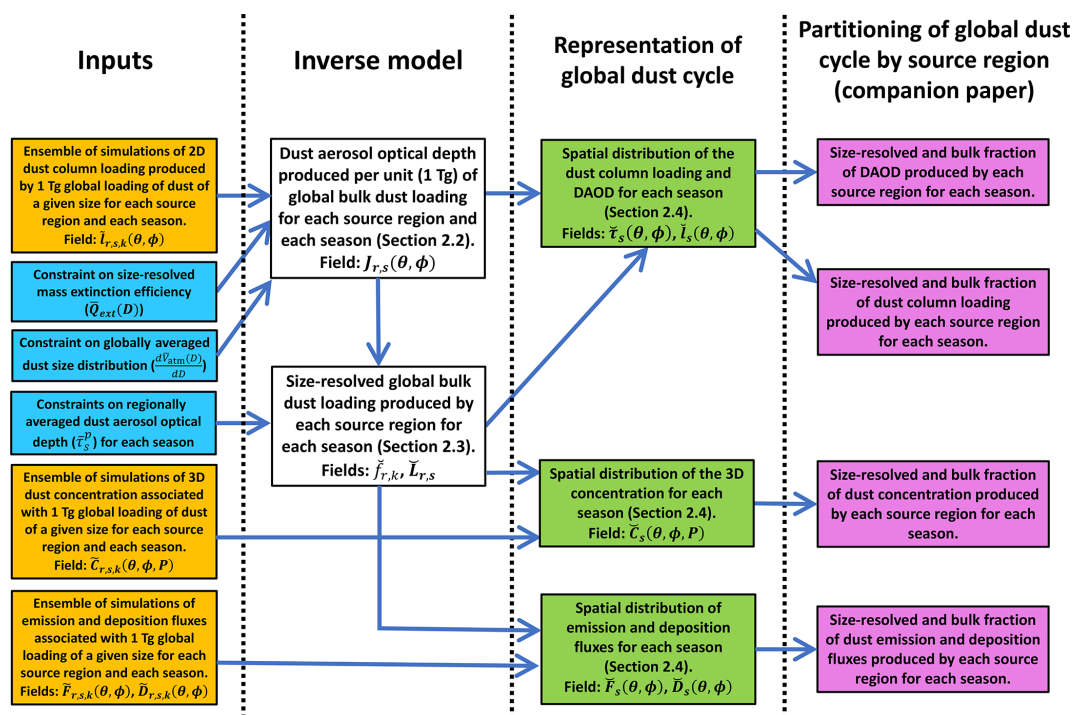 Inputs
Inverse model
Representation of
global dust cycle
Partitioning of global dust
cycle by source region
(companion paper)
Ensemble of simulations of 2D
dust column loading produced
by 1 Tg global loading of dust of
a given size for each source
region and each season.
Field: l̃_{r,s,k}(θ, ϕ)
Constraint on size-resolved
mass extinction efficiency
(Q̅_{ext}(D))
Constraint on globally averaged
dust size distribution (dV̅_{atm}(D)/dD)
Constraints on regionally
averaged dust aerosol optical
depth (τ̅_s^p) for each season
Ensemble of simulations of 3D
dust concentration associated
with 1 Tg global loading of dust
of a given size for each source
region and each season.
Field: C̃_{r,s,k}(θ, ϕ, P)
Ensemble of simulations of
emission and deposition fluxes
associated with 1 Tg global
loading of a given size for each
source region and each season.
Fields: F̃_{r,s,k}(θ, ϕ), D̃_{r,s,k}(θ, ϕ)
Dust aerosol optical depth
produced per unit (1 Tg) of
global bulk dust loading
for each source region and
each season (Section 2.2).
Field: J_{r,s}(θ, ϕ)
Size-resolved global bulk
dust loading produced by
each source region for
each season (Section 2.3).
Fields: f̆_{r,k}, L̆_{r,s}
Spatial distribution of the
dust column loading and
DAOD for each season
(Section 2.4).
Fields: τ̆_s(θ, ϕ), l̆_s(θ, ϕ)
Spatial distribution of the 3D
concentration for each
season (Section 2.4).
Field: C̆_s(θ, ϕ, P)
Spatial distribution of
emission and deposition
fluxes for each season
(Section 2.4).
Field: F̆_s(θ, ϕ), D̆_s(θ, ϕ)
Size-resolved and bulk fraction
of DAOD produced by each
source region for each season.
Size-resolved and bulk fraction
of dust column loading
produced by each source region
for each season.
Size-resolved and bulk fraction
of dust concentration produced
by each source region for each
season.
Size-resolved and bulk fraction
of dust emission and deposition
fluxes produced by each source
region for each season.